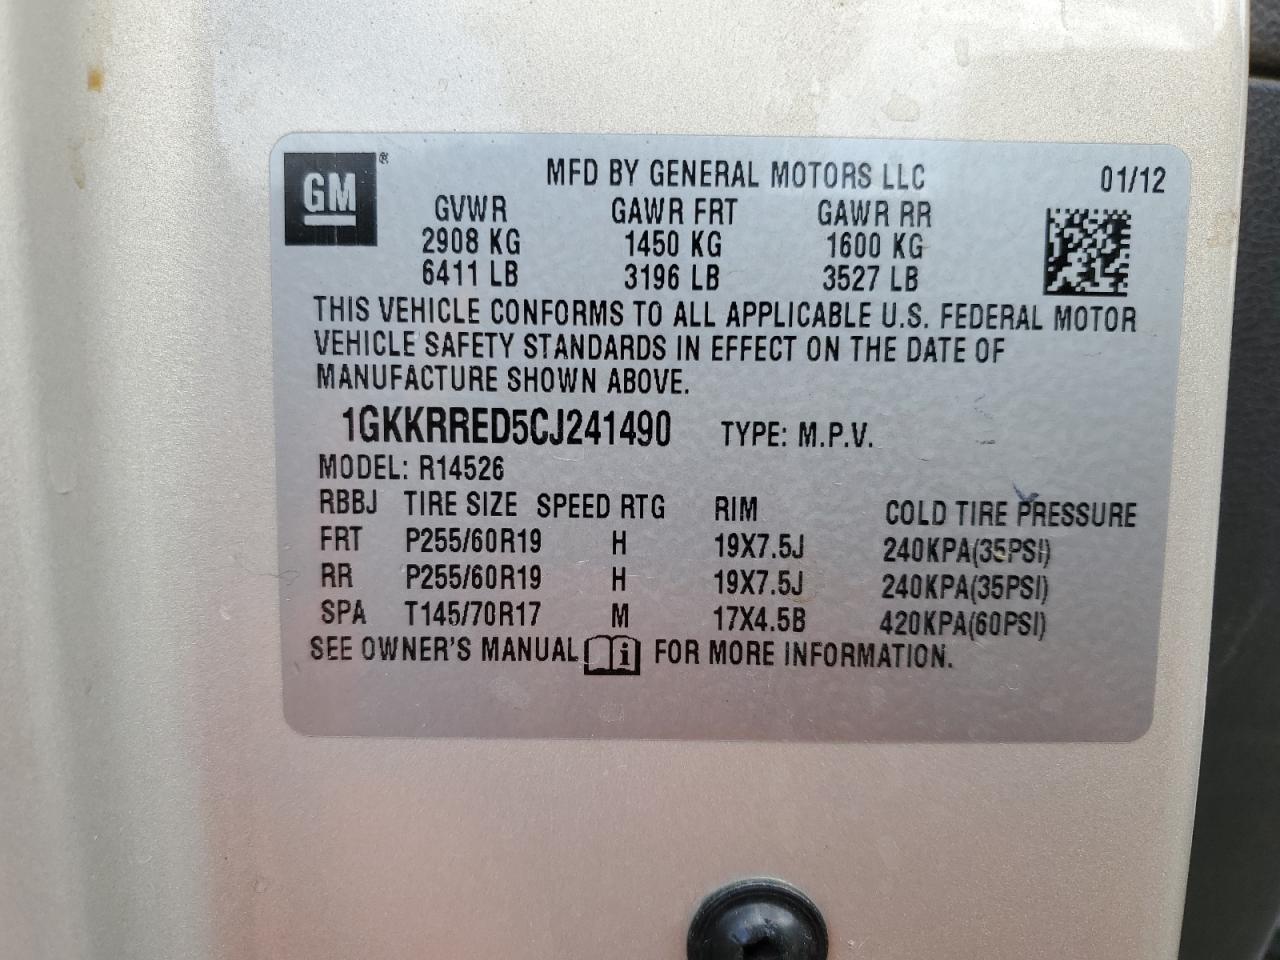 GM® MFD BY GENERAL MOTORS LLC 01/12
GVWR GAWR FRT GAWR RR
2908 KG 1450 KG 1600 KG
6411 LB 3196 LB 3527 LB
THIS VEHICLE CONFORMS TO ALL APPLICABLE U.S. FEDERAL MOTOR
VEHICLE SAFETY STANDARDS IN EFFECT ON THE DATE OF
MANUFACTURE SHOWN ABOVE.
1GKKRRED5CJ241490 TYPE: M.P.V.
MODEL: R14526
RBBJ TIRE SIZE SPEED RTG RIM COLD TIRE PRESSURE
FRT P255/60R19 H 19X7.5J 240KPA(35PSI)
RR P255/60R19 H 19X7.5J 240KPA(35PSI)
SPA T145/70R17 M 17X4.5B 420KPA(60PSI)
SEE OWNER'S MANUAL i FOR MORE INFORMATION.